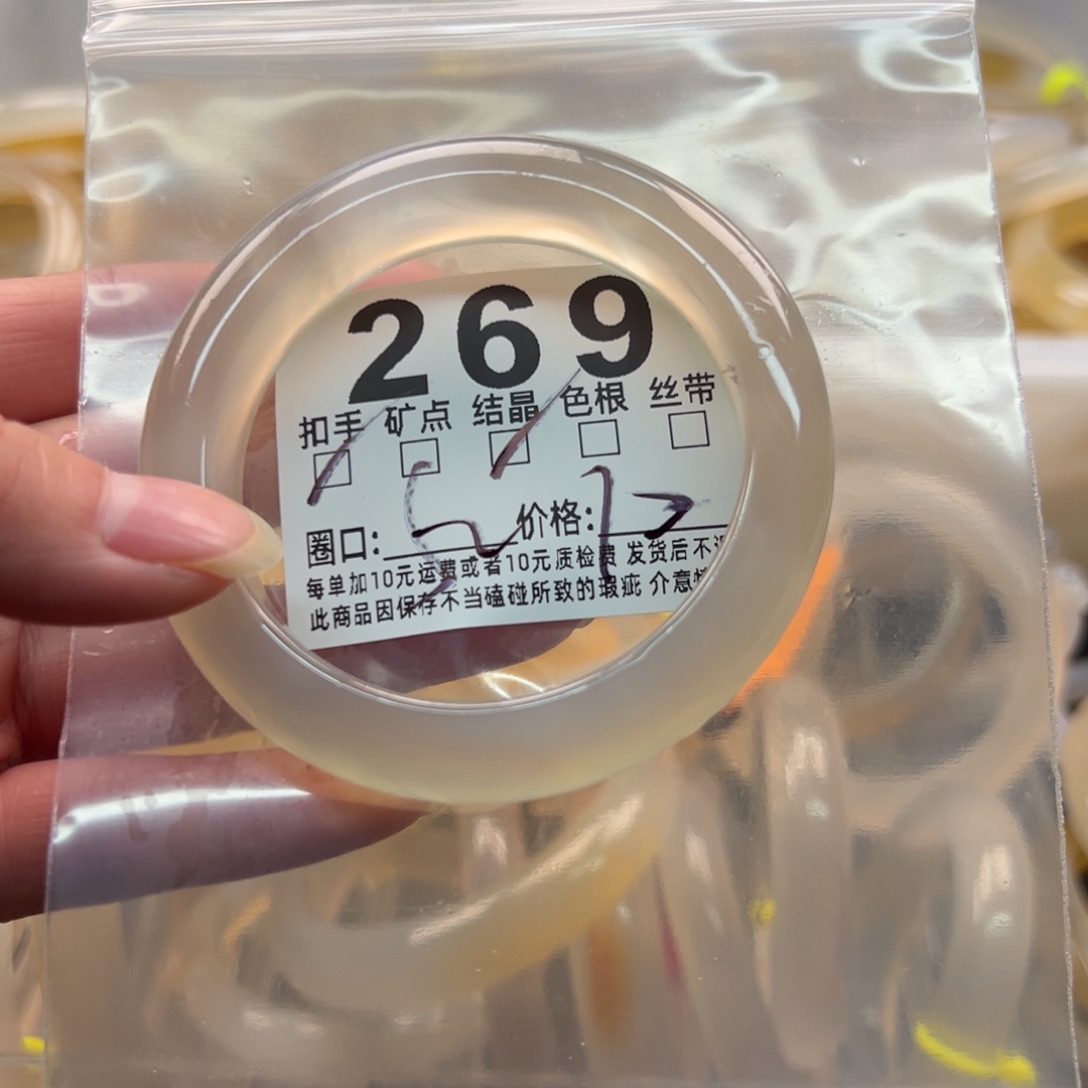 269
扣手 矿点 结晶 色根 丝带
圈口: 价格:
每单加10元运费或者10元质检费 发货后不
此商品因保存不当磕碰所致的瑕疵 介意